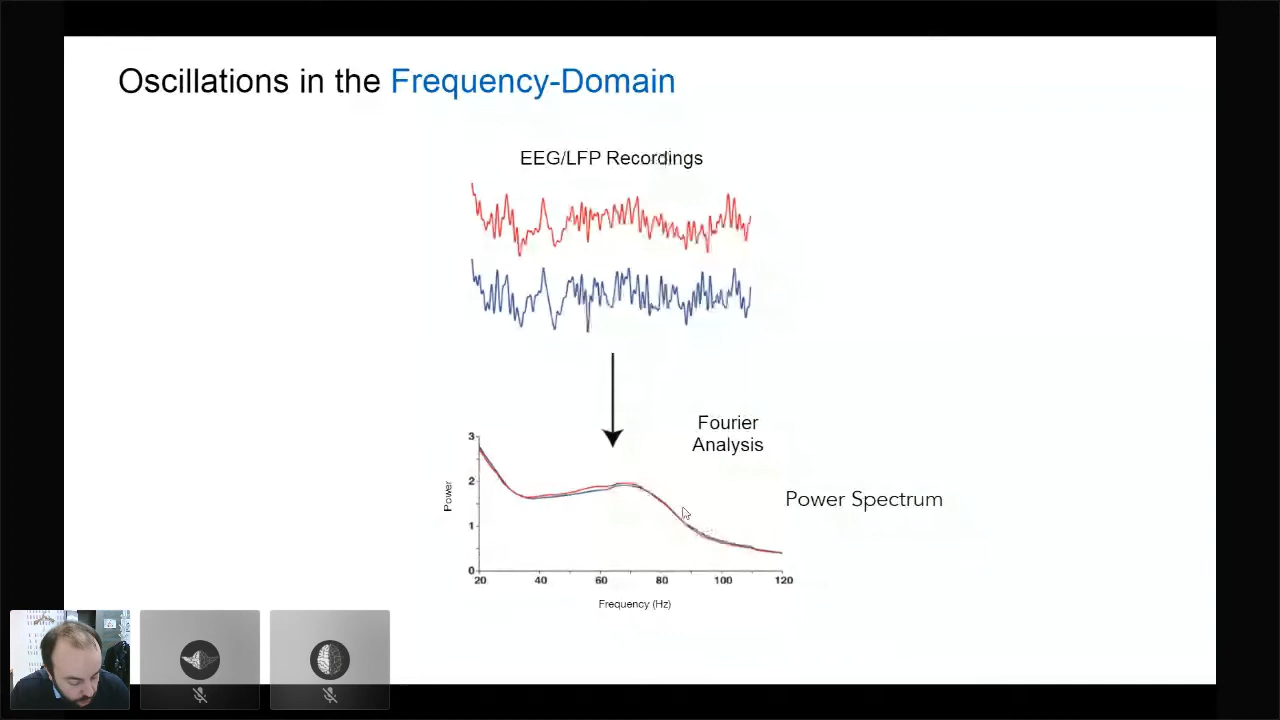 Oscillations in the Frequency-Domain
EEG/LFP Recordings
Fourier
Analysis
3
2
1
0
Power
20 40 60 80 100 120
Frequency (Hz)
Power Spectrum